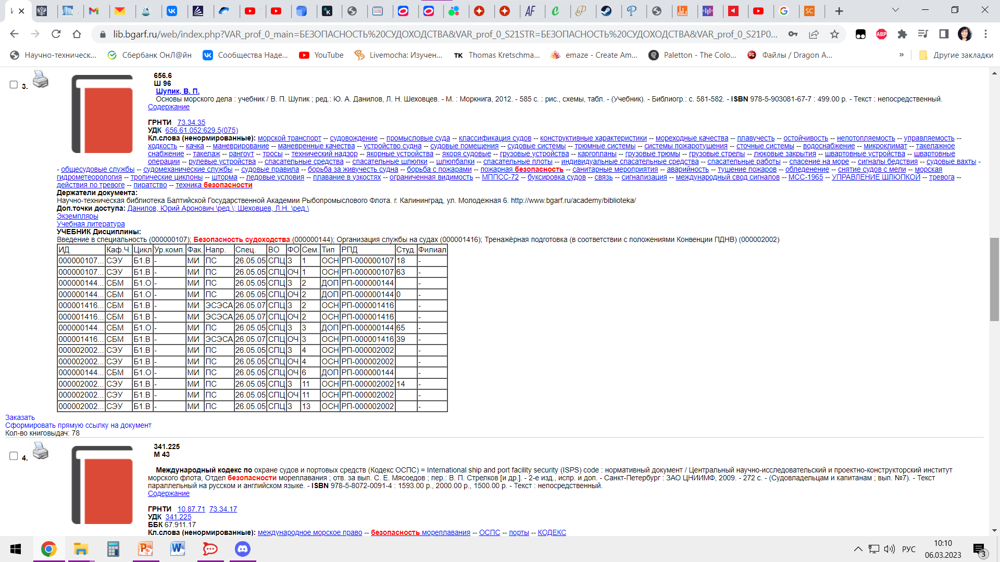 lib.bgarf.ru/web/index.php?VAR_prof_0_main=БЕЗОПАСНОСТЬ%20СУДОХОДСТВА&VAR_prof_0_S21STR=БЕЗОПАСНОСТЬ%20СУДОХОДСТВА&VAR_prof_0_S21P0...
Научно-техническ... Сбербанк ОнЛ@йн Сообщества Наде... YouTube Livemocha: Изучен... Thomas Kretschma... emaze - Create Am... Paletton - The Colo... Файлы / Dragon A... » Другие закладки
3.
656.6
Ш 96
Шупик, В. П.
Основы морского дела : учебник / В. П. Шупик ; ред.: Ю. А. Данилов, Л. Н. Шеховцев. - М. : Моркнига, 2012. - 585 с. : рис., схемы, табл. - (Учебник). - Библиогр.: с. 581-582. - ISBN 978-5-903081-67-7 : 499.00 р. - Текст : непосредственный.
Содержание
ГРНТИ 73.34.35
УДК 656.61.052:629.5(075)
Кл.слова (ненормированные): морской транспорт -- судовождение -- промысловые суда -- классификация судов -- конструктивные характеристики -- мореходные качества -- плавучесть -- остойчивость -- непотопляемость -- управляемость --
ходкость -- качка -- маневрирование -- маневренные качества -- устройство судна -- судовые помещения -- судовые системы -- трюмные системы -- системы пожаротушения -- сточные системы -- водоснабжение -- микроклимат -- такелажное
снабжение -- такелаж -- рангоут -- тросы -- технический надзор -- якорные устройства -- якоря судовые -- грузовые устройства -- каргопланы -- грузовые трюмы -- грузовые стрелы -- люковые закрытия -- швартовные устройства -- швартовные
операции -- рулевые устройства -- спасательные средства -- спасательные шлюпки -- шлюпбалки -- спасательные плоты -- индивидуальные спасательные средства -- спасательные работы -- спасение на море -- сигналы бедствия -- судовые вахты -
- общесудовые службы -- судомеханические службы -- судовые правила -- борьба за живучесть судна -- борьба с пожарами -- пожарная безопасность -- санитарные мероприятия -- аварийность -- тушение пожаров -- обледенение -- снятие судов с мели -- морская
гидрометеорология -- тропические циклоны -- шторма -- ледовые условия -- плавание в узкостях -- ограниченная видимость -- МППСС-72 -- буксировка судов -- связь -- сигнализация -- международный свод сигналов -- МСС-1965 -- УПРАВЛЕНИЕ ШЛЮПКОЙ -- тревога --
действия по тревоге -- пиратство -- техника безопасности
Держатели документа:
Научно-техническая библиотека Балтийской Государственной Академии Рыбопромыслового Флота. г. Калининград, ул. Молодежная 6. http://www.bgarf.ru/academy/biblioteka/
Доп.точки доступа: Данилов, Юрий Аронович \ред.\; Шеховцев, Л.Н. \ред.\
Экземпляры
Учебная литература
УЧЕБНИК Дисциплины:
Введение в специальность (000000107); Безопасность судоходства (000000144); Организация службы на судах (000001416); Тренажёрная подготовка (в соответствии с положениями Конвенции ПДНВ) (000002002)
ИД Каф.Ч. Цикл Ур.комп. Фак. Напр. Спец. ВО ФО Сем. Тип РПД Студ. Филиал
000000107... СЭУ Б1.В - МИ ПС 26.05.05 СПЦ З 1 ОСН РП-000000107 18 -
000000107... СЭУ Б1.В - МИ ПС 26.05.05 СПЦ ОЧ 1 ОСН РП-000000107 63 -
000000144... СБМ Б1.О - МИ ПС 26.05.05 СПЦ З 2 ДОП РП-000000144 -
000000144... СБМ Б1.О - МИ ПС 26.05.05 СПЦ ОЧ 2 ДОП РП-000000144 0 -
000001416... СБМ Б1.В - МИ ЭСЭСА 26.05.07 СПЦ З 2 ОСН РП-000001416 -
000001416... СБМ Б1.В - МИ ЭСЭСА 26.05.07 СПЦ ОЧ 2 ОСН РП-000001416 -
000000144... СБМ Б1.О - МИ ПС 26.05.05 СПЦ З 3 ДОП РП-000000144 65 -
000001416... СБМ Б1.В - МИ ЭСЭСА 26.05.07 СПЦ ОЧ 3 ОСН РП-000001416 39 -
000002002... СЭУ Б1.В - МИ ПС 26.05.05 СПЦ З 4 ОСН РП-000002002 -
000002002... СЭУ Б1.В - МИ ПС 26.05.05 СПЦ ОЧ 4 ОСН РП-000002002 -
000000144... СБМ Б1.О - МИ ПС 26.05.05 СПЦ ОЧ 6 ДОП РП-000000144 -
000002002... СЭУ Б1.В - МИ ПС 26.05.05 СПЦ З 11 ОСН РП-000002002 14 -
000002002... СЭУ Б1.В - МИ ПС 26.05.05 СПЦ ОЧ 11 ОСН РП-000002002 -
000002002... СЭУ Б1.В - МИ ПС 26.05.05 СПЦ З 13 ОСН РП-000002002 -
Заказать
Сформировать прямую ссылку на документ
Кол-во книговыдач: 78
4.
341.225
М 43
Международный кодекс по охране судов и портовых средств (Кодекс ОСПС) = International ship and port facility security (ISPS) code : нормативный документ / Центральный научно-исследовательский и проектно-конструкторский институт
морского флота, Отдел безопасности мореплавания ; отв. за вып. С. Е. Мясоедов ; пер.: В. П. Стрелков [и др.]. - 2-е изд., испр. и доп. - Санкт-Петербург : ЗАО ЦНИИМФ, 2009. - 272 с. - (Судовладельцам и капитанам ; вып. №7). - Текст
параллельный на русском и английском языке. - ISBN 978-5-8072-0091-4 : 1593.00 р., 2000.00 р., 1500.00 р. - Текст : непосредственный.
Содержание
ГРНТИ 10.87.71 73.34.17
УДК 341.225
ББК 67.911.17
Кл.слова (ненормированные): международное морское право -- безопасность мореплавания -- ОСПС -- порты -- КОДЕКС
РУС
10:10
06.03.2023
3